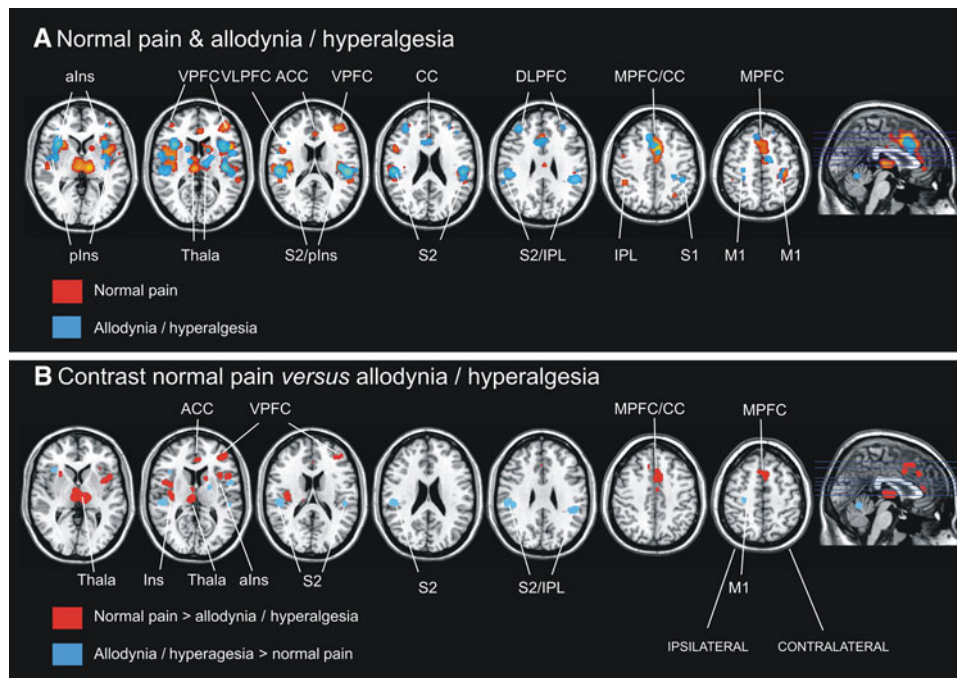 A Normal pain & allodynia / hyperalgesia
aIns VPFC VLPFC ACC VPFC CC DLPFC MPFC/CC MPFC
pIns Thala S2/pIns S2 S2/IPL IPL S1 M1 M1
Normal pain
Allodynia / hyperalgesia
B Contrast normal pain versus allodynia / hyperalgesia
ACC VPFC MPFC/CC MPFC
Thala Ins Thala aIns S2 S2 S2/IPL M1
Normal pain > allodynia / hyperalgesia
Allodynia / hyperagesia > normal pain
IPSILATERAL CONTRALATERAL